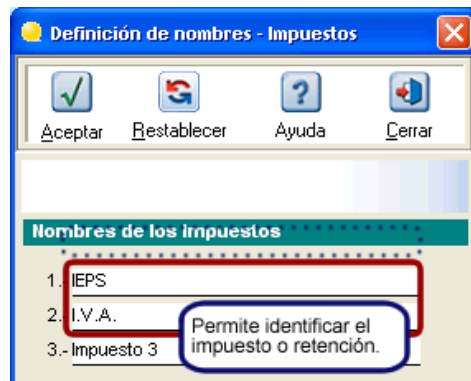 Definición de nombres - Impuestos
Aceptar Restablecer Ayuda Cerrar
Nombres de los impuestos
1.- IEPS
2.- I.V.A.
3.- Impuesto 3
Permite identificar el
impuesto o retención.